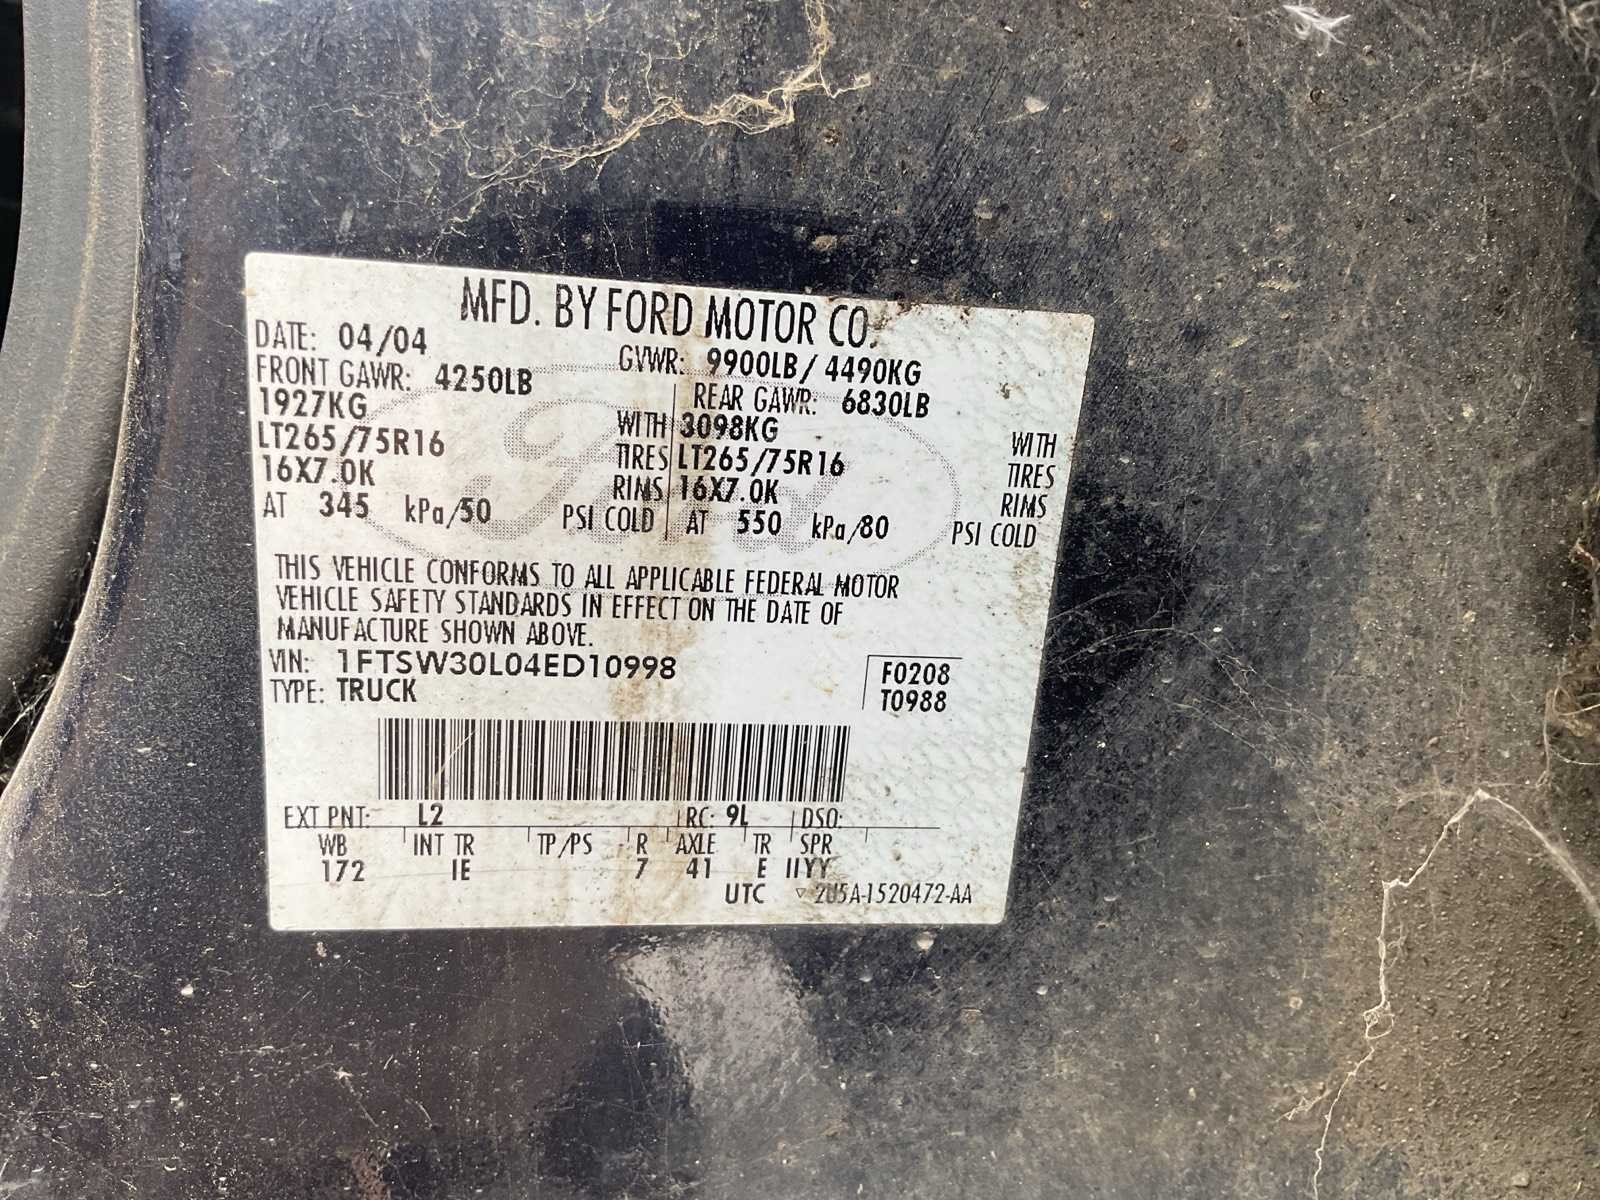 MFD. BY FORD MOTOR CO.
DATE: 04/04 GVWR: 9900LB/ 4490KG
FRONT GAWR: 4250LB REAR GAWR: 6830LB
1927KG WITH 3098KG WITH
LT265/75R16 TIRES LT265/75R16 TIRES
16X7.0K RIMS 16X7.0K RIMS
AT 345 kPa/50 PSI COLD AT 550 kPa/80 PSI COLD
Ford
THIS VEHICLE CONFORMS TO ALL APPLICABLE FEDERAL MOTOR
VEHICLE SAFETY STANDARDS IN EFFECT ON THE DATE OF
MANUFACTURE SHOWN ABOVE.
VIN: 1FTSW30L04ED10998 F0208
TYPE: TRUCK T0988
EXT PNT: L2 RC: 9L DSO:
WB INT TR TP/PS R AXLE TR SPR
172 IE 7 41 E IIYY
UTC ▽ 2U5A-1520472-AA